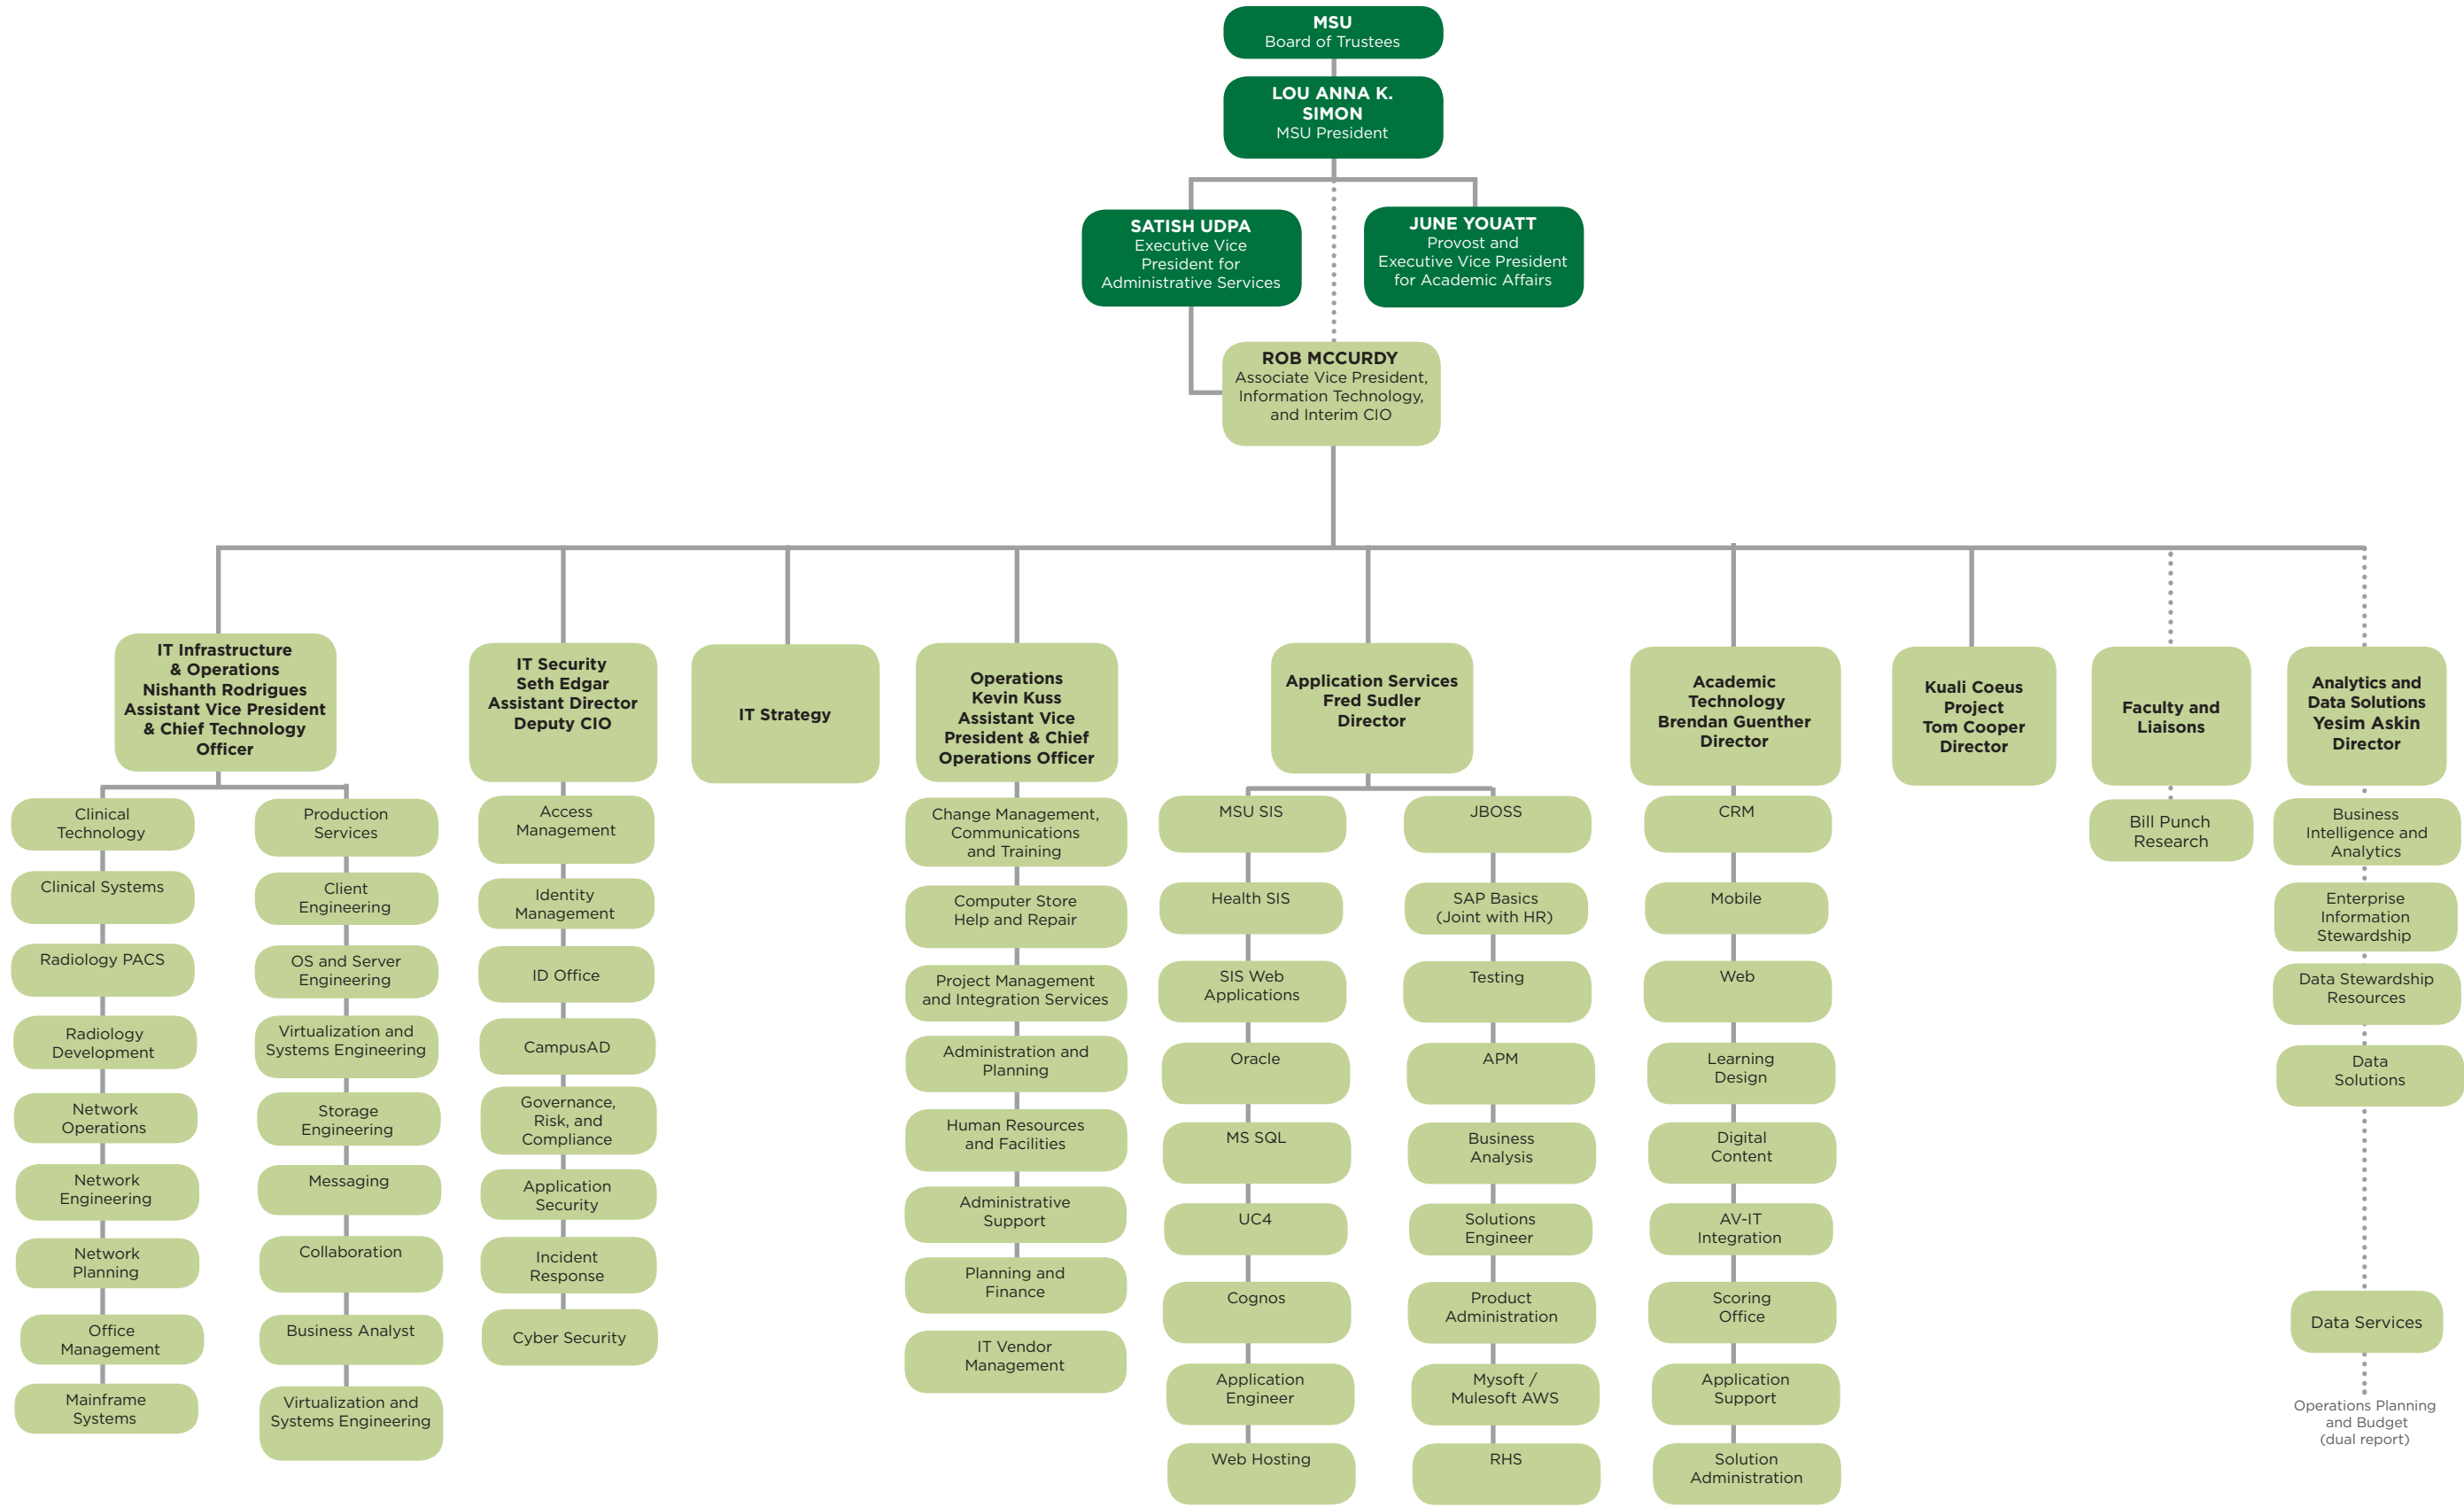 MSU
Board of Trustees
LOU ANNA K.
SIMON
MSU President
SATISH UDPA
Executive Vice
President for
Administrative Services
JUNE YOUATT
Provost and
Executive Vice President
for Academic Affairs
ROB MCCURDY
Associate Vice President,
Information Technology,
and Interim CIO
IT Infrastructure
& Operations
Nishanth Rodrigues
Assistant Vice President
& Chief Technology
Officer
Clinical
Technology
Clinical Systems
Radiology PACS
Radiology
Development
Network
Operations
Network
Engineering
Network
Planning
Office
Management
Mainframe
Systems
Production
Services
Client
Engineering
OS and Server
Engineering
Virtualization and
Systems Engineering
Storage
Engineering
Messaging
Collaboration
Business Analyst
Virtualization and
Systems Engineering
IT Security
Seth Edgar
Assistant Director
Deputy CIO
Access
Management
Identity
Management
ID Office
CampusAD
Governance,
Risk, and
Compliance
Application
Security
Incident
Response
Cyber Security
IT Strategy
Operations
Kevin Kuss
Assistant Vice
President & Chief
Operations Officer
Change Management,
Communications
and Training
Computer Store
Help and Repair
Project Management
and Integration Services
Administration and
Planning
Human Resources
and Facilities
Administrative
Support
Planning and
Finance
IT Vendor
Management
Application Services
Fred Sudler
Director
MSU SIS
Health SIS
SIS Web
Applications
Oracle
MS SQL
UC4
Cognos
Application
Engineer
Web Hosting
JBOSS
SAP Basics
(Joint with HR)
Testing
APM
Business
Analysis
Solutions
Engineer
Product
Administration
Mysoft /
Mulesoft AWS
RHS
Academic
Technology
Brendan Guenther
Director
CRM
Mobile
Web
Learning
Design
Digital
Content
AV-IT
Integration
Scoring
Office
Application
Support
Solution
Administration
Kuali Coeus
Project
Tom Cooper
Director
Faculty and
Liaisons
Bill Punch
Research
Analytics and
Data Solutions
Yesim Askin
Director
Business
Intelligence and
Analytics
Enterprise
Information
Stewardship
Data Stewardship
Resources
Data
Solutions
Data Services
Operations Planning
and Budget
(dual report)